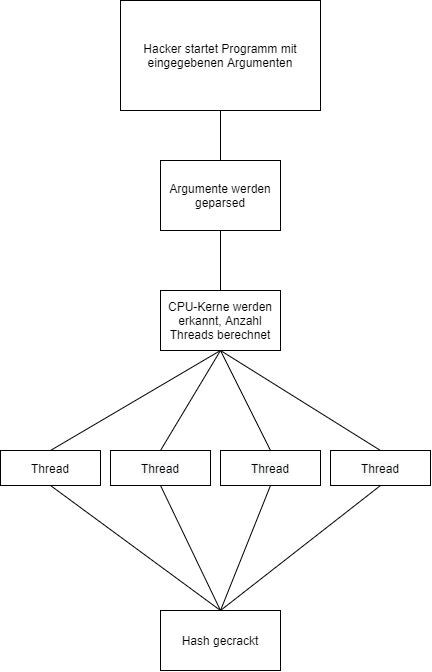 Hacker startet Programm mit
eingegebenen Argumenten
Argumente werden
geparsed
CPU-Kerne werden
erkannt, Anzahl
Threads berechnet
Thread
Thread
Thread
Thread
Hash gecrackt